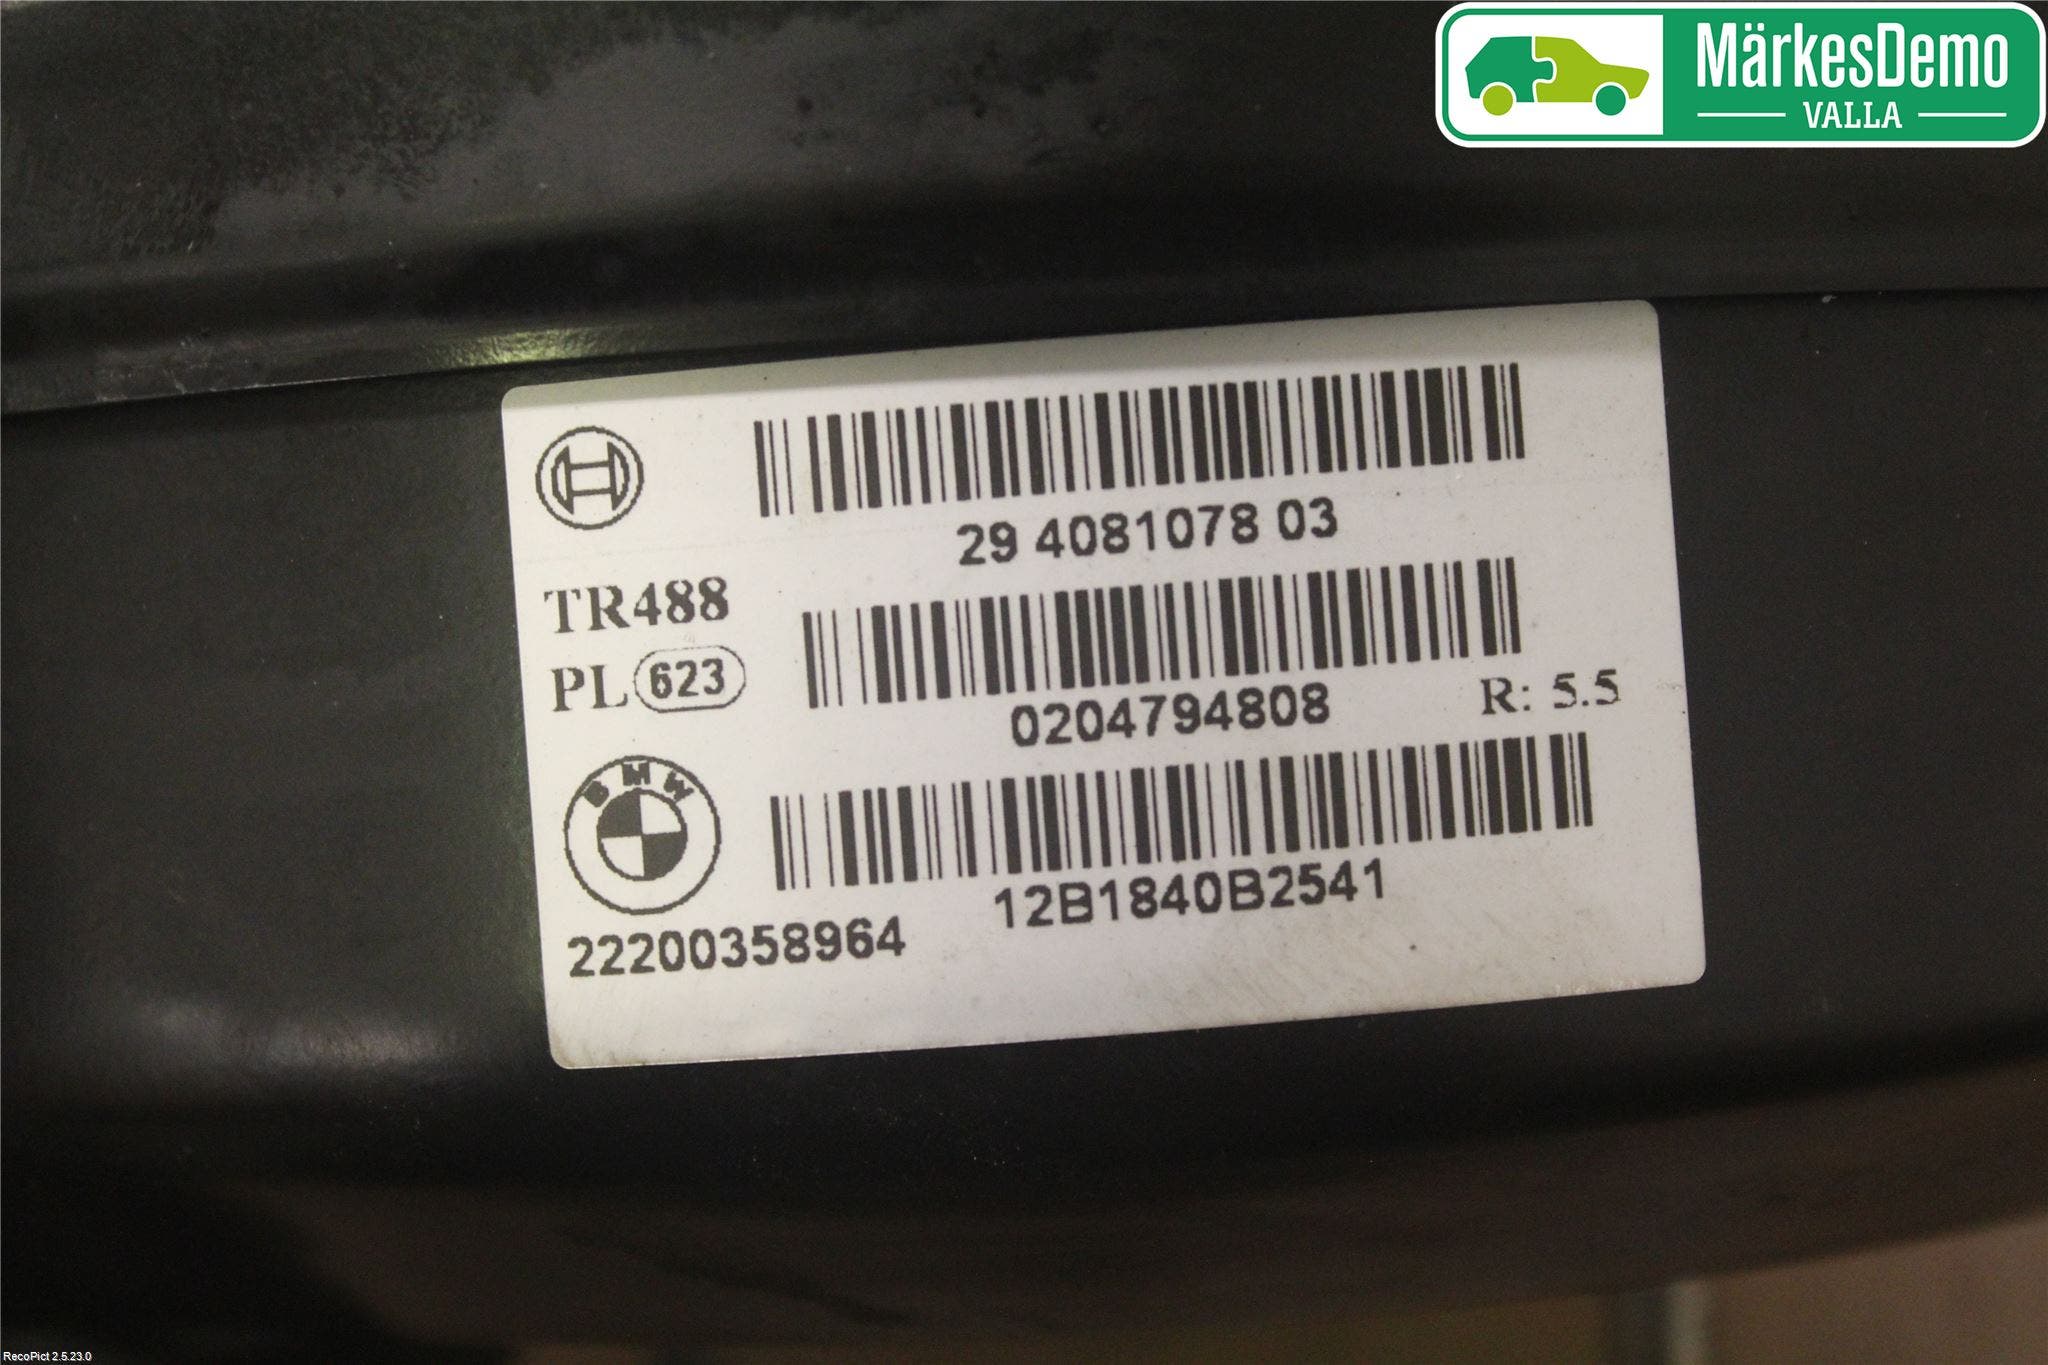 MärkesDemo
VALLA
29 4081078 03
TR488
PL 623
0204794808
R: 5.5
BMW
12B1840B2541
22200358964
RecoPict 2.5.23.0